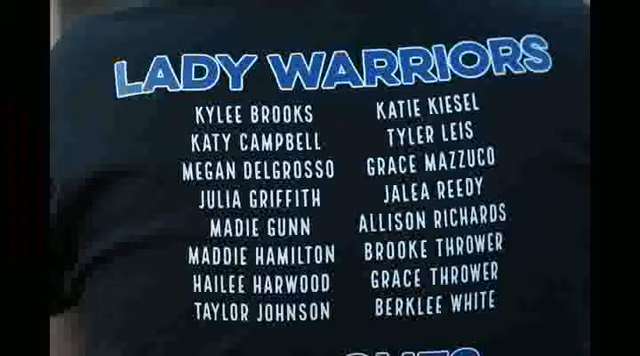 LADY WARRIORS
KYLEE BROOKS
KATY CAMPBELL
MEGAN DELGROSSO
JULIA GRIFFITH
MADIE GUNN
MADDIE HAMILTON
HAILEE HARWOOD
TAYLOR JOHNSON
KATIE KIESEL
TYLER LEIS
GRACE MAZZUCO
JALEA REEDY
ALLISON RICHARDS
BROOKE THROWER
GRACE THROWER
BERKLEE WHITE